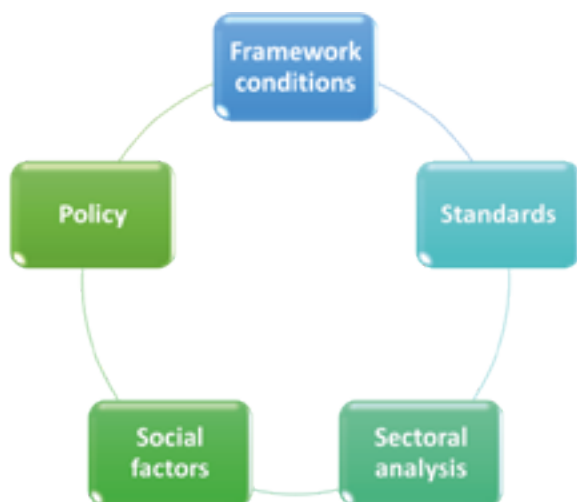 Framework
conditions
Policy
Standards
Social
factors
Sectoral
analysis